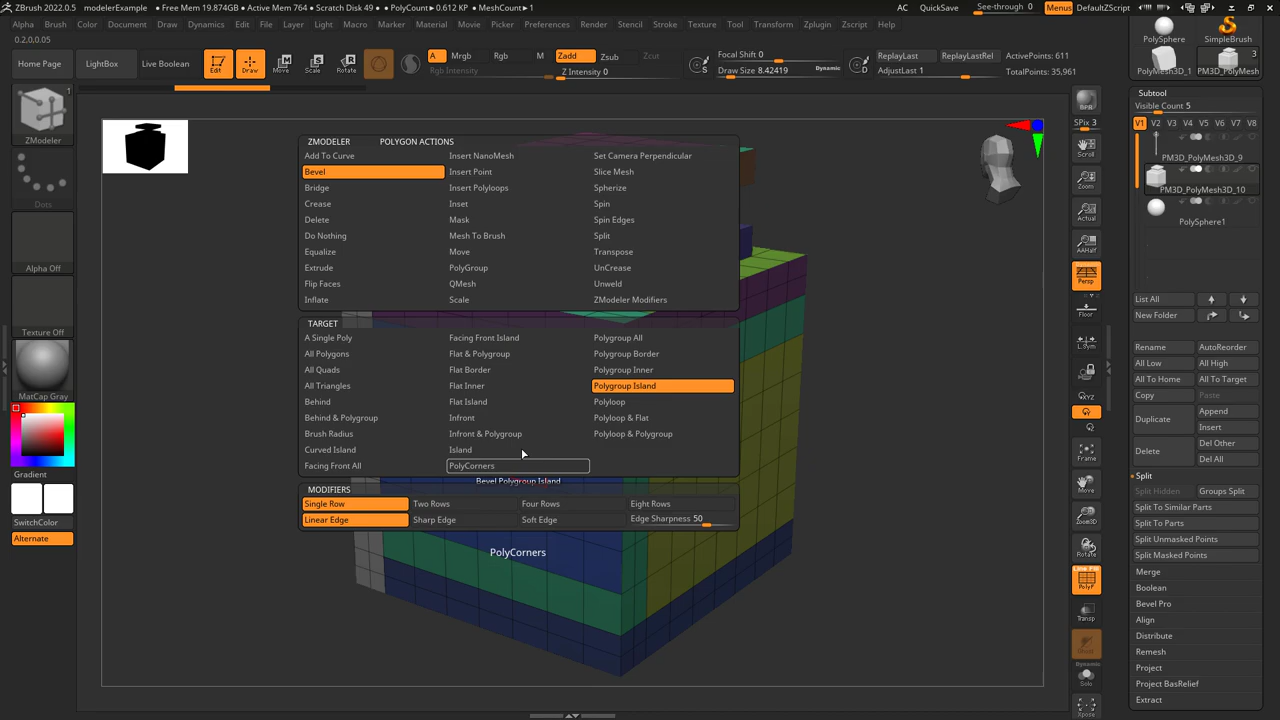 ZBrush 2022.0.5 modelerExample • Free Mem 19.874GB • Active Mem 764 • Scratch Disk 49 • PolyCount▸0.612 KP • MeshCount▸1 AC QuickSave See-through 0 Menus DefaultZScript
Alpha Brush Color Document Draw Dynamics Edit File Layer Light Macro Marker Material Movie Picker Preferences Render Stencil Stroke Texture Tool Transform Zplugin Zscript Help
0.2,0.05
Home Page LightBox Live Boolean Edit Draw Move Scale Rotate
A Mrgb Rgb M Zadd Zsub Zcut
Rgb Intensity Z Intensity 0
Focal Shift 0
Draw Size 8.42419 Dynamic
S D
ReplayLast ReplayLastRel
AdjustLast 1
ActivePoints: 611
TotalPoints: 35,961
PolySphere SimpleBrush
3
PolyMesh3D_1 PM3D_PolyMesh
1
ZModeler
Dots
Alpha Off
Texture Off
MatCap Gray
Gradient
SwitchColor
Alternate
ZMODELER POLYGON ACTIONS
Add To Curve Insert NanoMesh Set Camera Perpendicular
Bevel Insert Point Slice Mesh
Bridge Insert Polyloops Spherize
Crease Inset Spin
Delete Mask Spin Edges
Do Nothing Mesh To Brush Split
Equalize Move Transpose
Extrude PolyGroup UnCrease
Flip Faces QMesh Unweld
Inflate Scale ZModeler Modifiers
TARGET
A Single Poly Facing Front Island Polygroup All
All Polygons Flat & Polygroup Polygroup Border
All Quads Flat Border Polygroup Inner
All Triangles Flat Inner Polygroup Island
Behind Flat Island Polyloop
Behind & Polygroup Infront Polyloop & Flat
Brush Radius Infront & Polygroup Polyloop & Polygroup
Curved Island Island
Facing Front All PolyCorners
Bevel Polygroup Island
MODIFIERS
Single Row Two Rows Four Rows Eight Rows
Linear Edge Sharp Edge Soft Edge Edge Sharpness 50
PolyCorners
BPR
SPix 3
Scroll
Zoom
Actual
AAHalf
Persp
Floor
L.Sym
XYZ
Y
Z
Frame
Move
Zoom3D
Rotate
Line Fill
PolyF
Transp
Dynamic
Solo
Xpose
Subtool
Visible Count 5
V1 V2 V3 V4 V5 V6 V7 V8
PM3D_PolyMesh3D_9
PM3D_PolyMesh3D_10
PolySphere1
List All
New Folder
Rename AutoReorder
All Low All High
All To Home All To Target
Copy Paste
Duplicate Append
Insert
Delete Del Other
Del All
Split
Split Hidden Groups Split
Split To Similar Parts
Split To Parts
Split Unmasked Points
Split Masked Points
Merge
Boolean
Bevel Pro
Align
Distribute
Remesh
Project
Project BasRelief
Extract